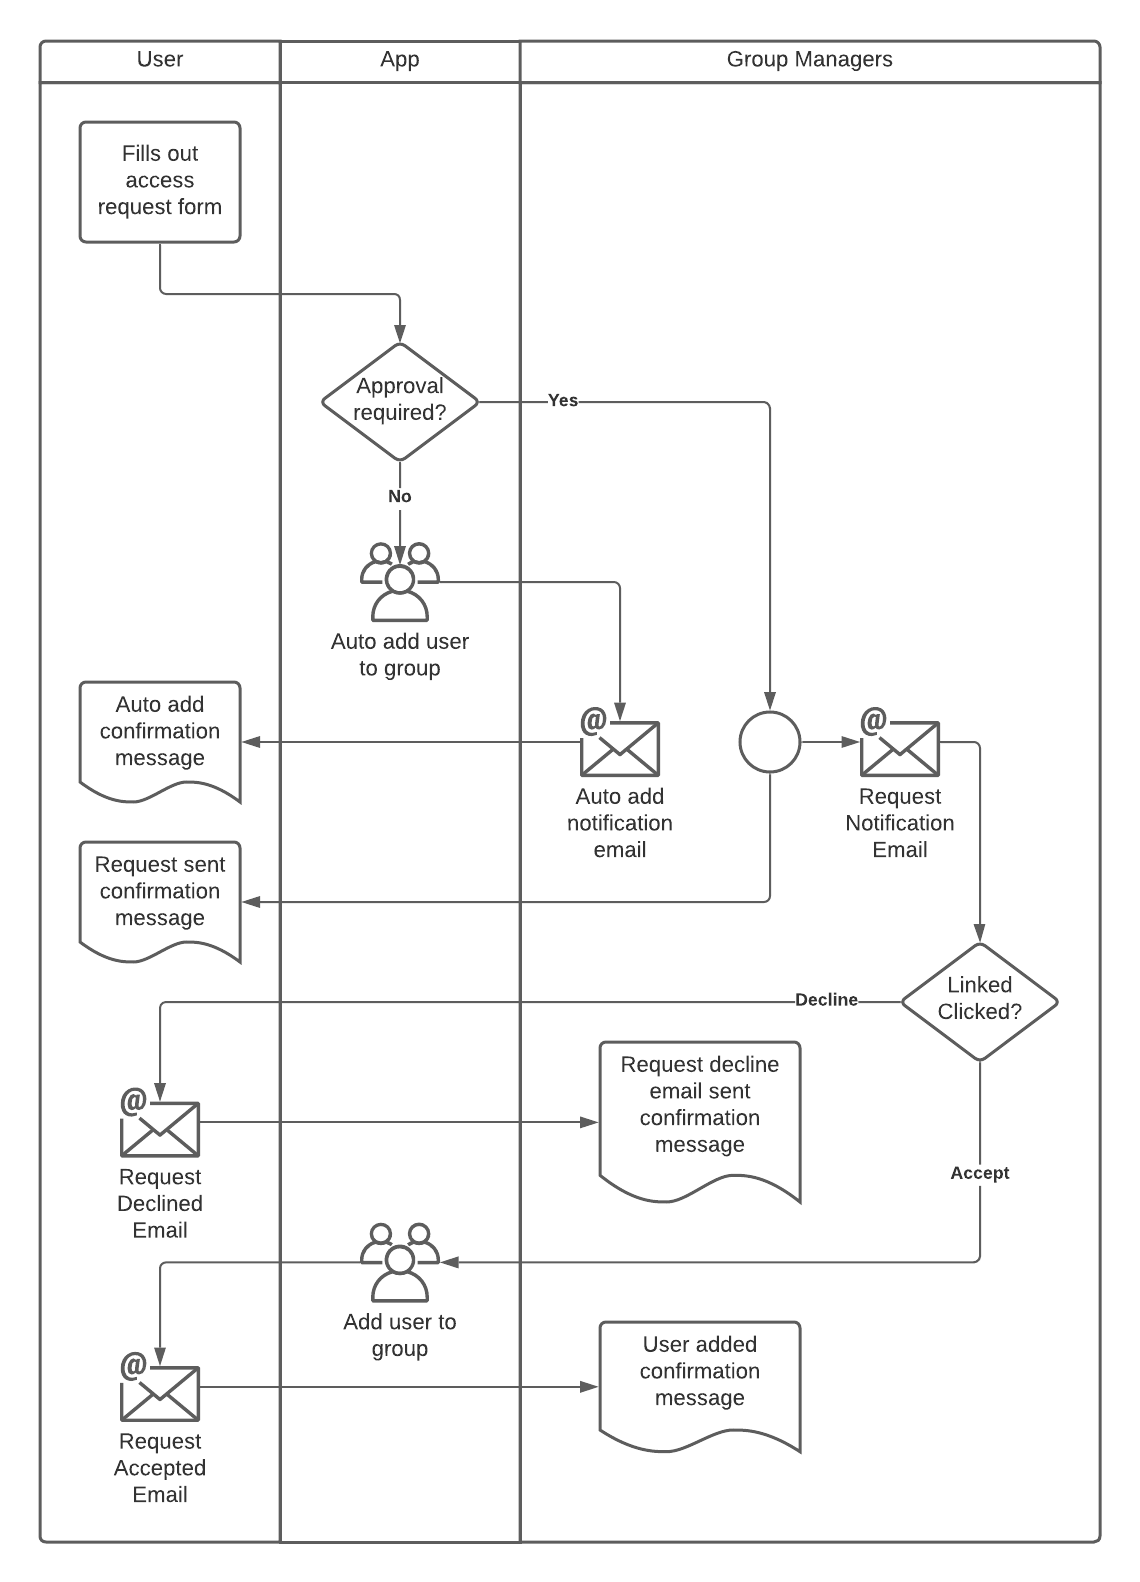 User
App
Group Managers
Fills out
access
request form
Approval
required?
Yes
No
Auto add user
to group
Auto add
confirmation
message
@
Auto add
notification
email
@
Request
Notification
Email
Request sent
confirmation
message
Linked
Clicked?
Decline
Request decline
email sent
confirmation
message
@
Request
Declined
Email
Accept
Add user to
group
User added
confirmation
message
@
Request
Accepted
Email